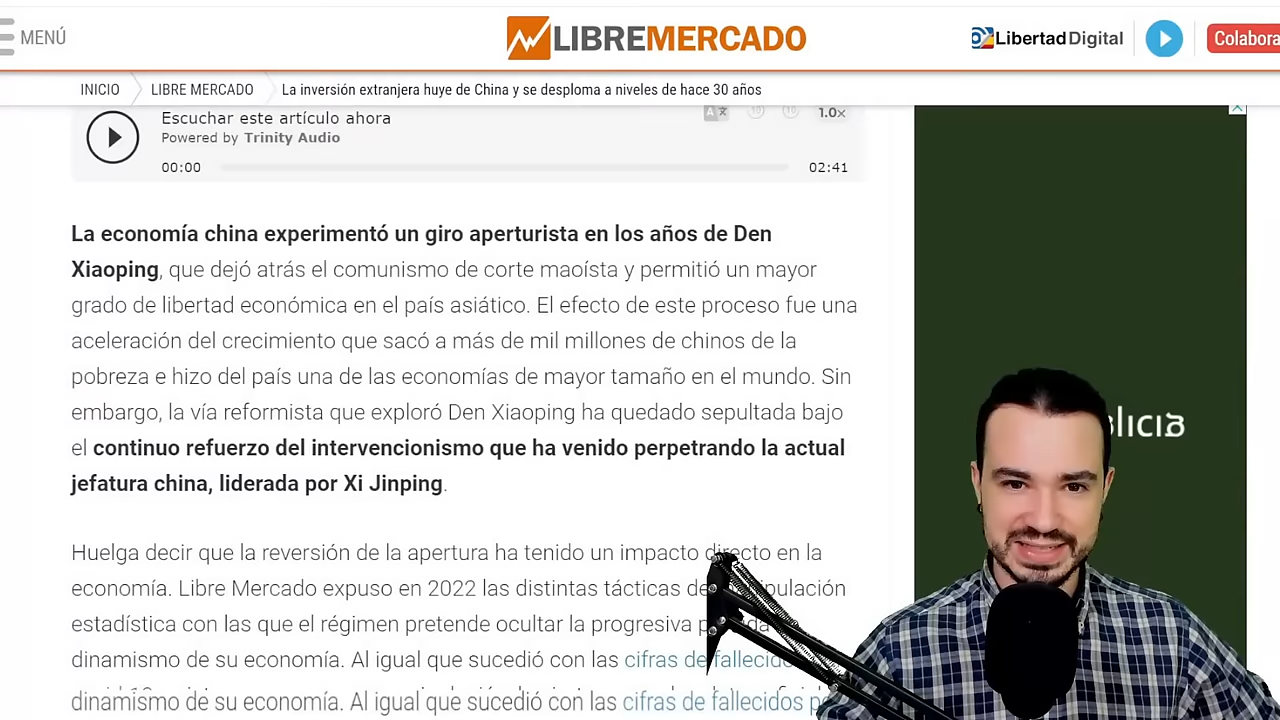 MENÚ
LIBREMERCADO
LibertadDigital
Colabora
INICIO
LIBRE MERCADO
La inversión extranjera huye de China y se desploma a niveles de hace 30 años
Escuchar este artículo ahora
1.0×
Powered by Trinity Audio
00:00
02:41
La economía china experimentó un giro aperturista en los años de Den
Xiaoping, que dejó atrás el comunismo de corte maoísta y permitió un mayor
grado de libertad económica en el país asiático. El efecto de este proceso fue una
aceleración del crecimiento que sacó a más de mil millones de chinos de la
pobreza e hizo del país una de las economías de mayor tamaño en el mundo. Sin
embargo, la vía reformista que exploró Den Xiaoping ha quedado sepultada bajo
el continuo refuerzo del intervencionismo que ha venido perpetrando la actual
jefatura china, liderada por Xi Jinping.
Huelga decir que la reversión de la apertura ha tenido un impacto directo en la
economía. Libre Mercado expuso en 2022 las distintas tácticas de
estadística con las que el régimen pretende ocultar la progresiva
dinamismo de su economía. Al igual que sucedió con las cifras de
dinamismo de su economía. Al igual que sucedió con las cifras de fallecidos